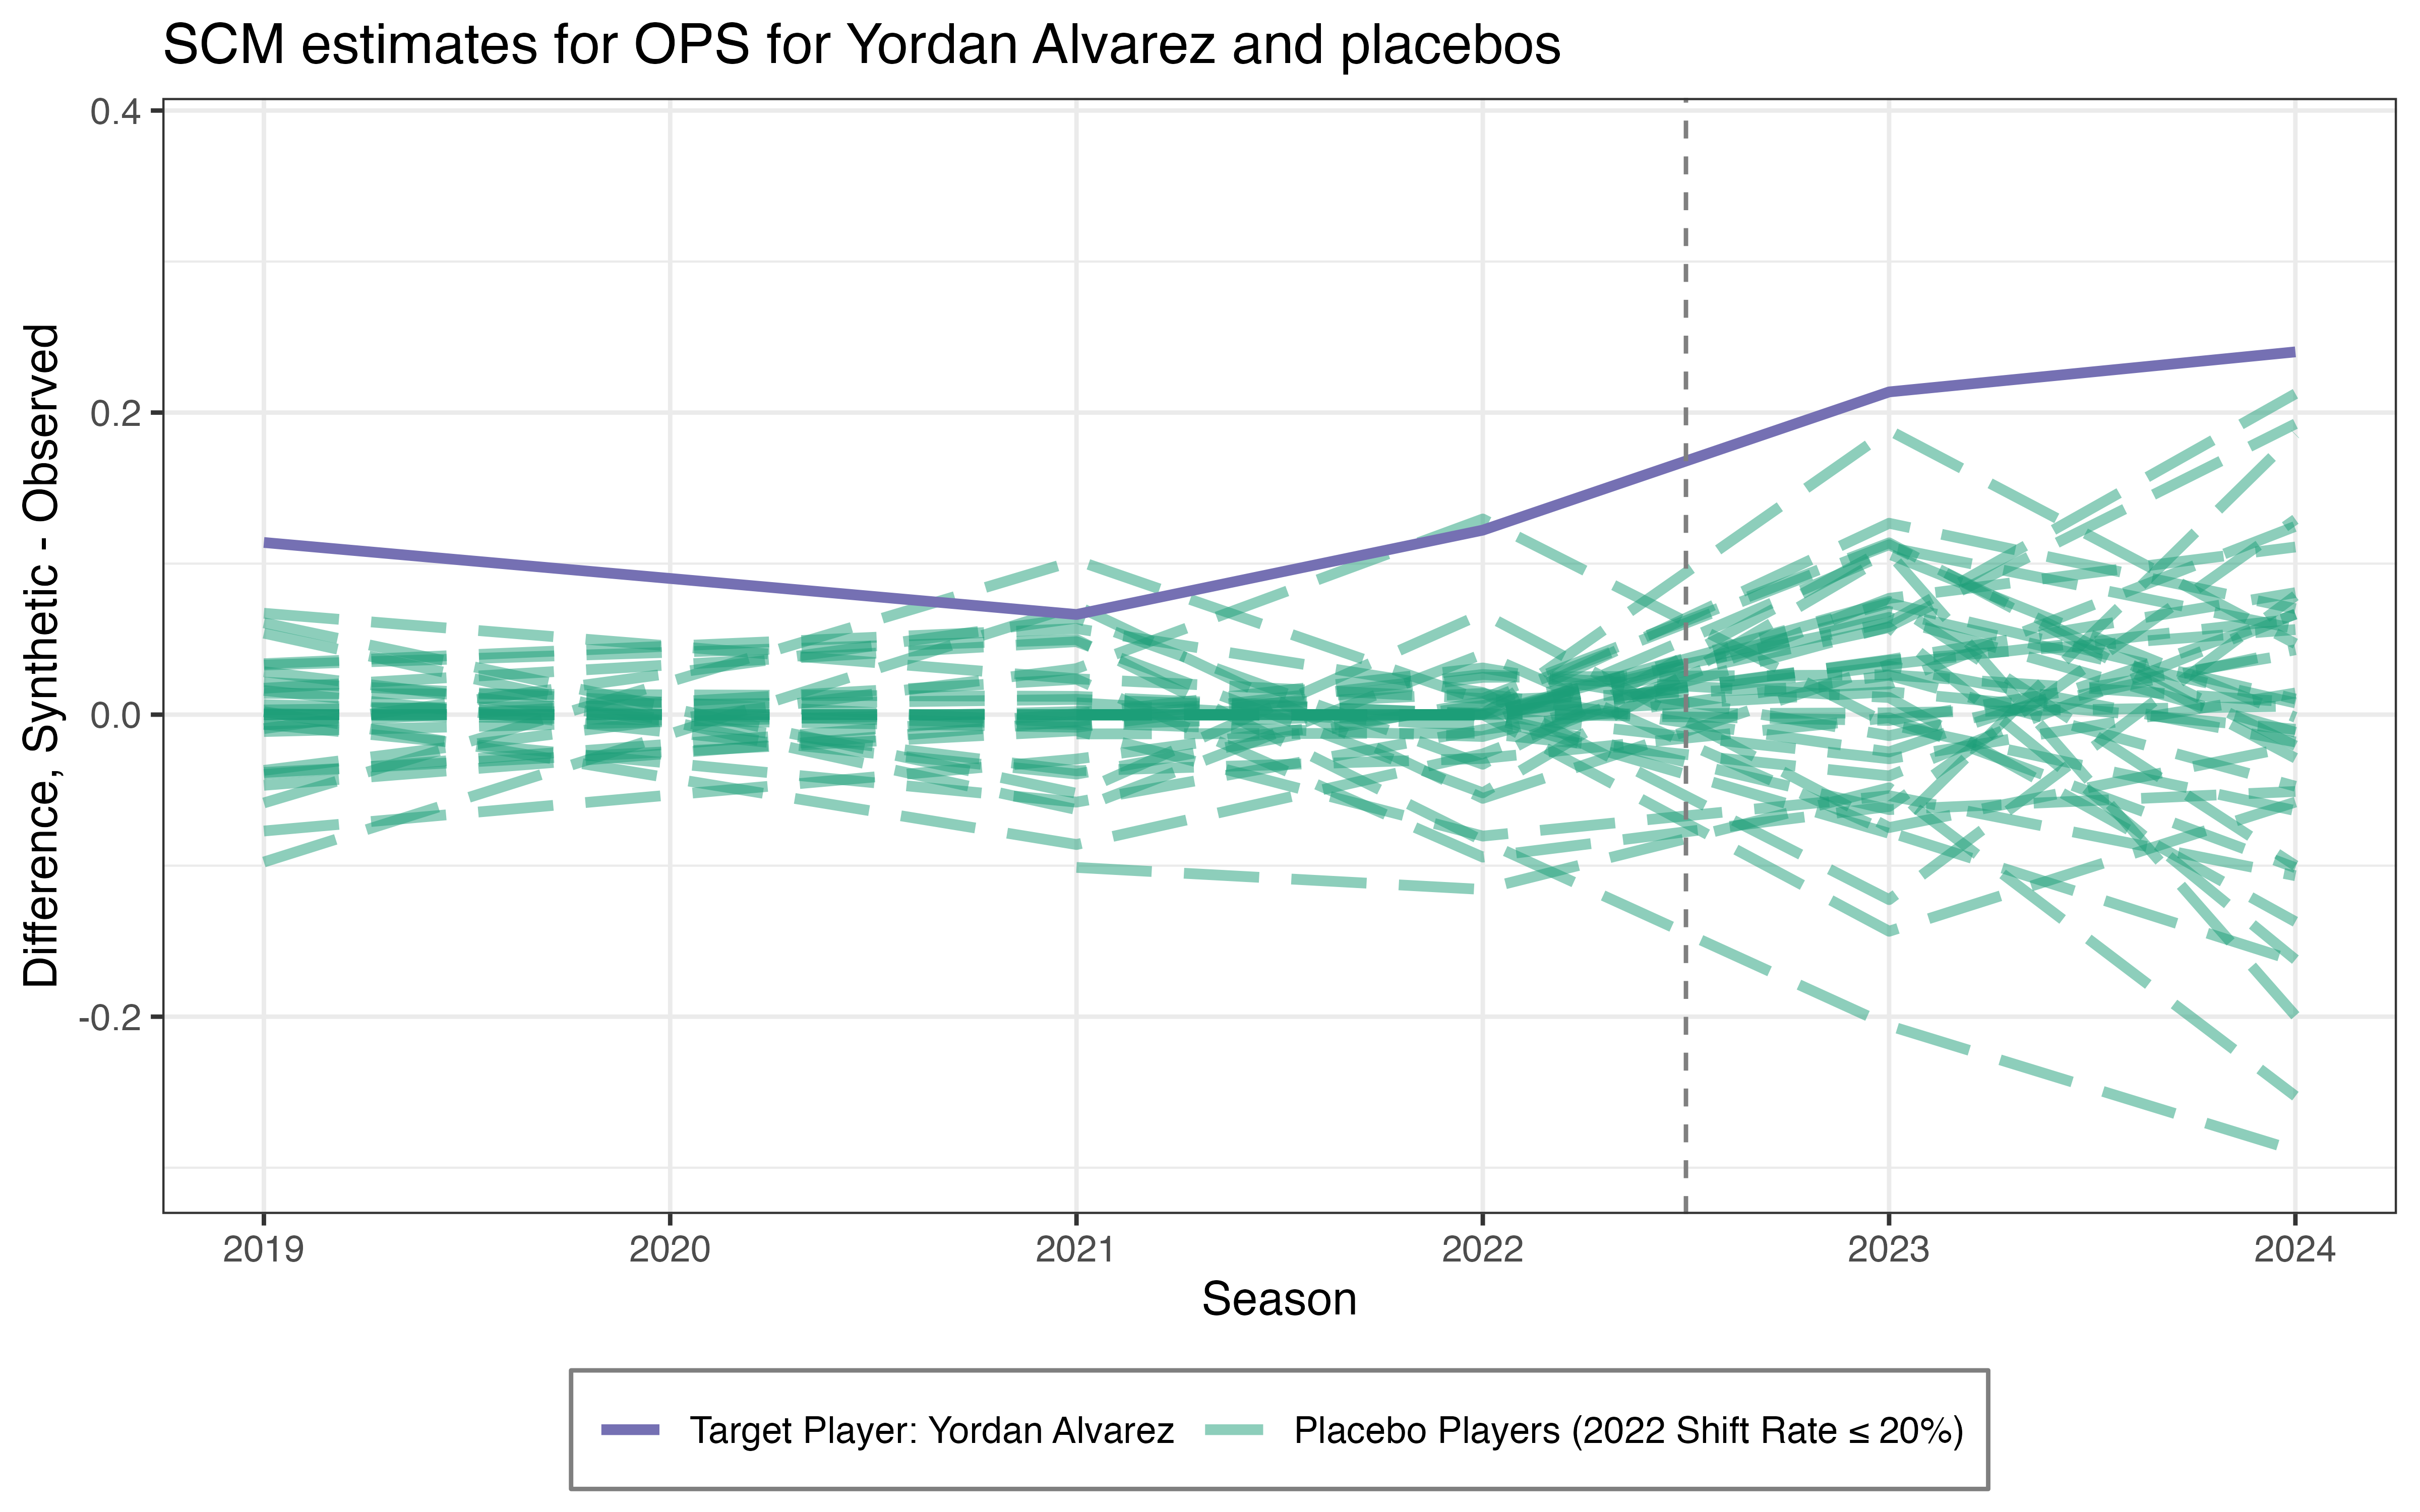 SCM estimates for OPS for Yordan Alvarez and placebos
Difference, Synthetic - Observed
0.4
0.2
0.0
-0.2
2019 2020 2021 2022 2023 2024
Season
Target Player: Yordan Alvarez Placebo Players (2022 Shift Rate ≤ 20%)